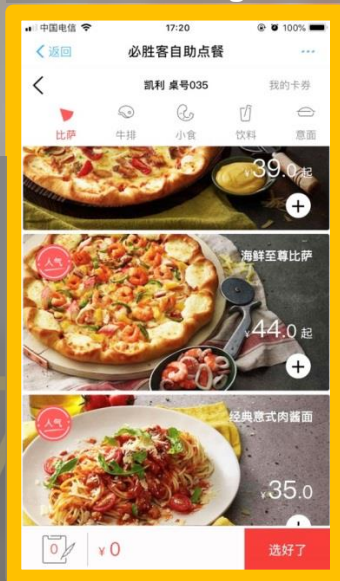 中国电信 17:20 100%
返回 必胜客自助点餐
凯利 桌号035 我的卡券
比萨 牛排 小食 饮料 意面
¥39.0 起
人气
海鲜至尊比萨
¥44.0 起
人气
经典意式肉酱面
¥35.0
0 ¥0 选好了